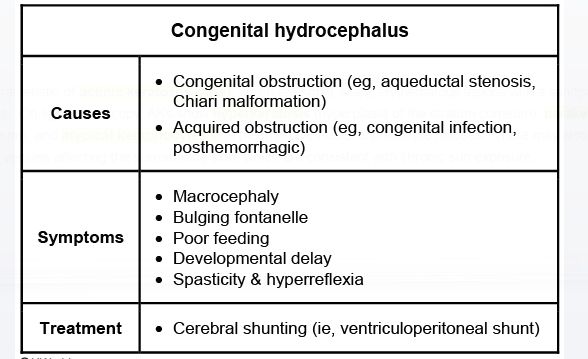 Congenital hydrocephalus
Causes
• Congenital obstruction (eg, aqueductal stenosis,
Chiari malformation)
• Acquired obstruction (eg, congenital infection,
posthemorrhagic)
Symptoms
• Macrocephaly
• Bulging fontanelle
• Poor feeding
• Developmental delay
• Spasticity & hyperreflexia
Treatment
• Cerebral shunting (ie, ventriculoperitoneal shunt)